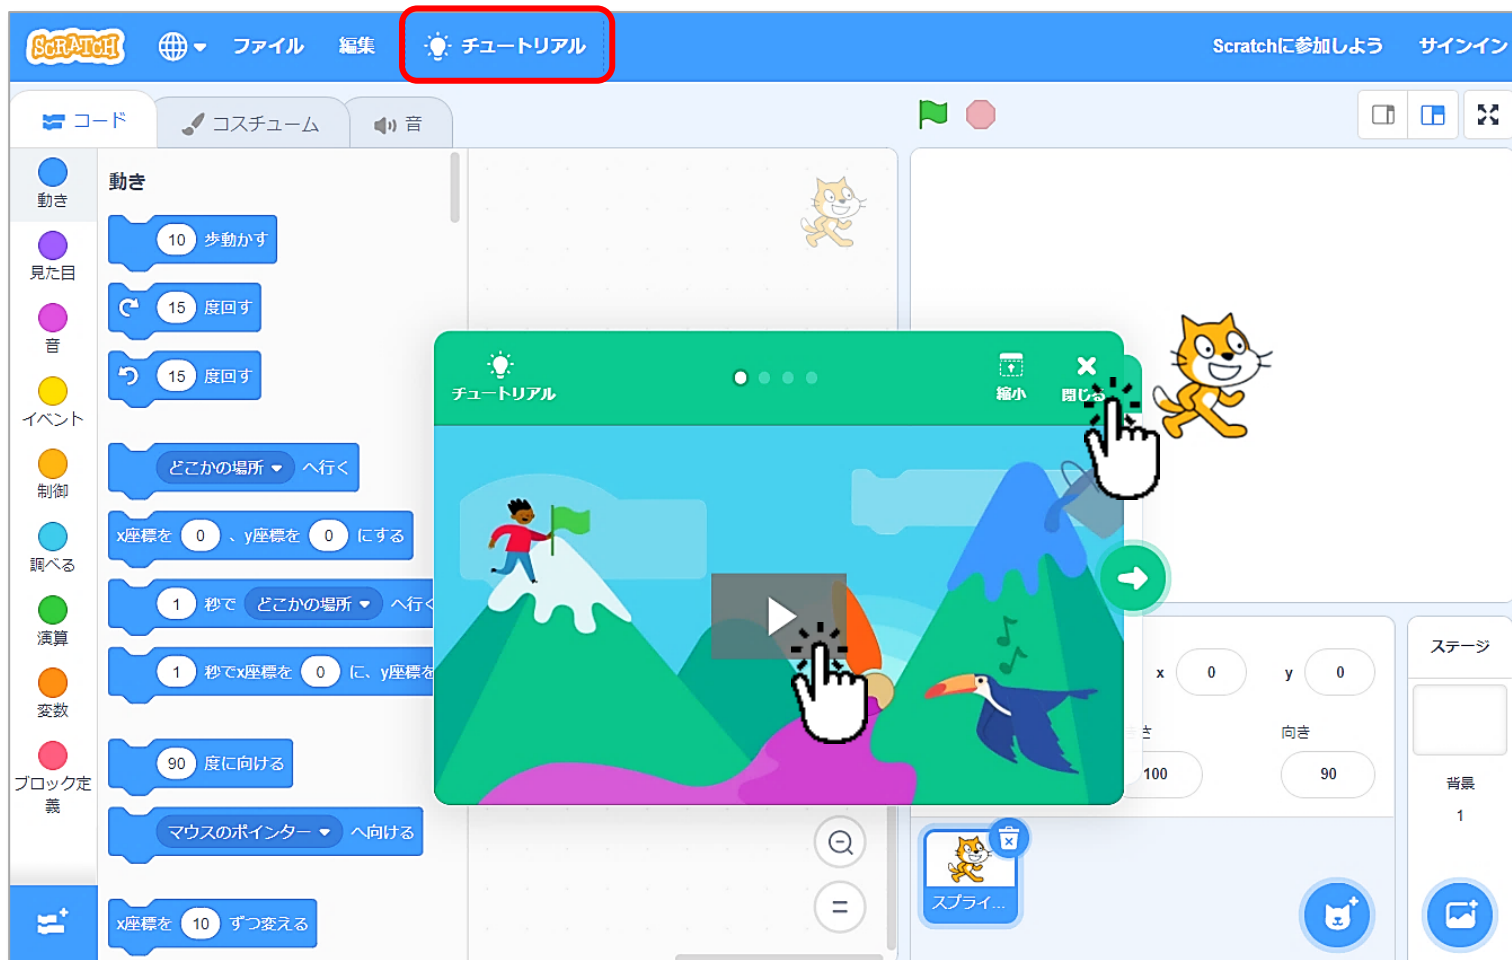 SCRATCH
ファイル
編集
チュートリアル
Scratchに参加しよう
サインイン
コード
コスチューム
音
動き
見た目
音
イベント
制御
調べる
演算
変数
ブロック定
義
動き
10 歩動かす
15 度回す
15 度回す
どこかの場所 へ行く
x座標を 0 、y座標を 0 にする
1 秒で どこかの場所 へ行く
1 秒でx座標を 0 に、y座標を
90 度に向ける
マウスのポインター へ向ける
x座標を 10 ずつ変える
チュートリアル
縮小
閉じる
x 0
y 0
さ
向き
100
90
スプライ...
ステージ
背景
1